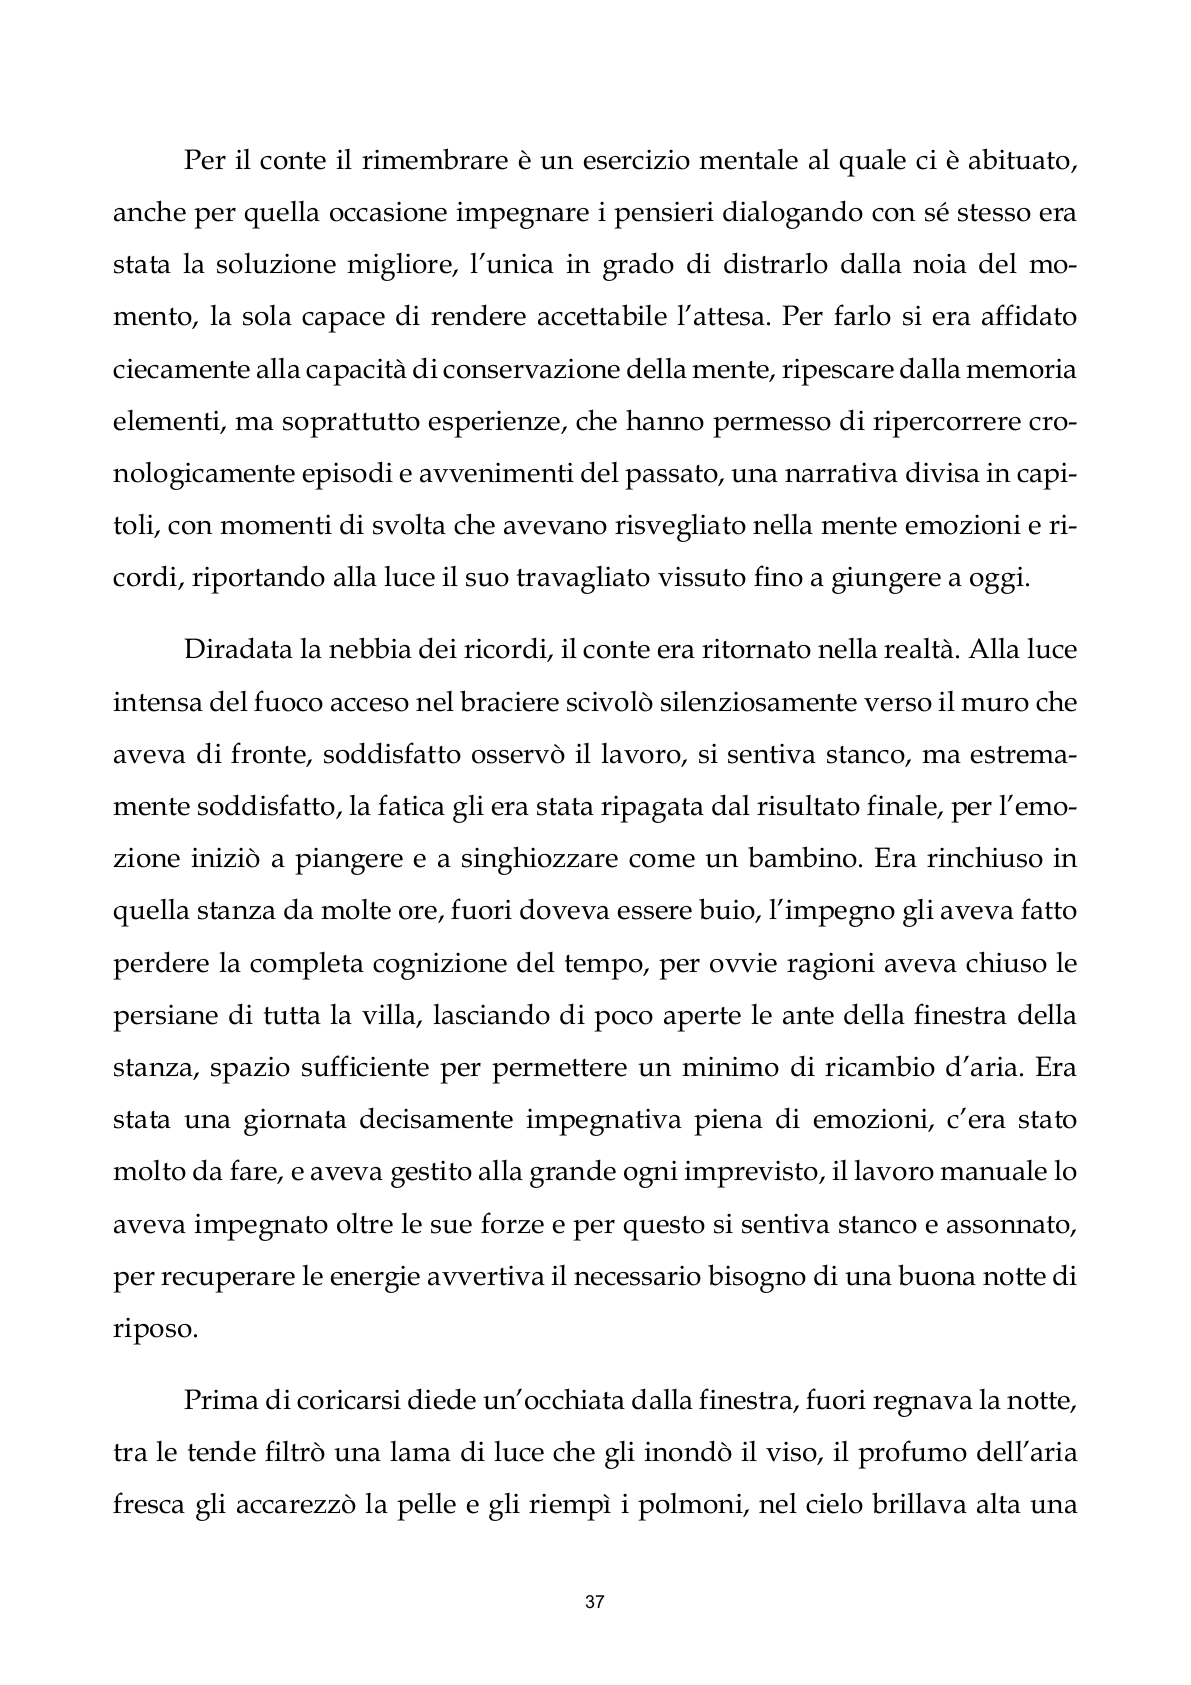 Per il conte il rimembrare è un esercizio mentale al quale ci è abituato,
anche per quella occasione impegnare i pensieri dialogando con sé stesso era
stata la soluzione migliore, l’unica in grado di distrarlo dalla noia del mo-
mento, la sola capace di rendere accettabile l’attesa. Per farlo si era affidato
ciecamente alla capacità di conservazione della mente, ripescare dalla memoria
elementi, ma soprattutto esperienze, che hanno permesso di ripercorrere cro-
nologicamente episodi e avvenimenti del passato, una narrativa divisa in capi-
toli, con momenti di svolta che avevano risvegliato nella mente emozioni e ri-
cordi, riportando alla luce il suo travagliato vissuto fino a giungere a oggi.
Diradata la nebbia dei ricordi, il conte era ritornato nella realtà. Alla luce
intensa del fuoco acceso nel braciere scivolò silenziosamente verso il muro che
aveva di fronte, soddisfatto osservò il lavoro, si sentiva stanco, ma estrema-
mente soddisfatto, la fatica gli era stata ripagata dal risultato finale, per l’emo-
zione iniziò a piangere e a singhiozzare come un bambino. Era rinchiuso in
quella stanza da molte ore, fuori doveva essere buio, l’impegno gli aveva fatto
perdere la completa cognizione del tempo, per ovvie ragioni aveva chiuso le
persiane di tutta la villa, lasciando di poco aperte le ante della finestra della
stanza, spazio sufficiente per permettere un minimo di ricambio d’aria. Era
stata una giornata decisamente impegnativa piena di emozioni, c’era stato
molto da fare, e aveva gestito alla grande ogni imprevisto, il lavoro manuale lo
aveva impegnato oltre le sue forze e per questo si sentiva stanco e assonnato,
per recuperare le energie avvertiva il necessario bisogno di una buona notte di
riposo.
Prima di coricarsi diede un’occhiata dalla finestra, fuori regnava la notte,
tra le tende filtrò una lama di luce che gli inondò il viso, il profumo dell’aria
fresca gli accarezzò la pelle e gli riempì i polmoni, nel cielo brillava alta una
37